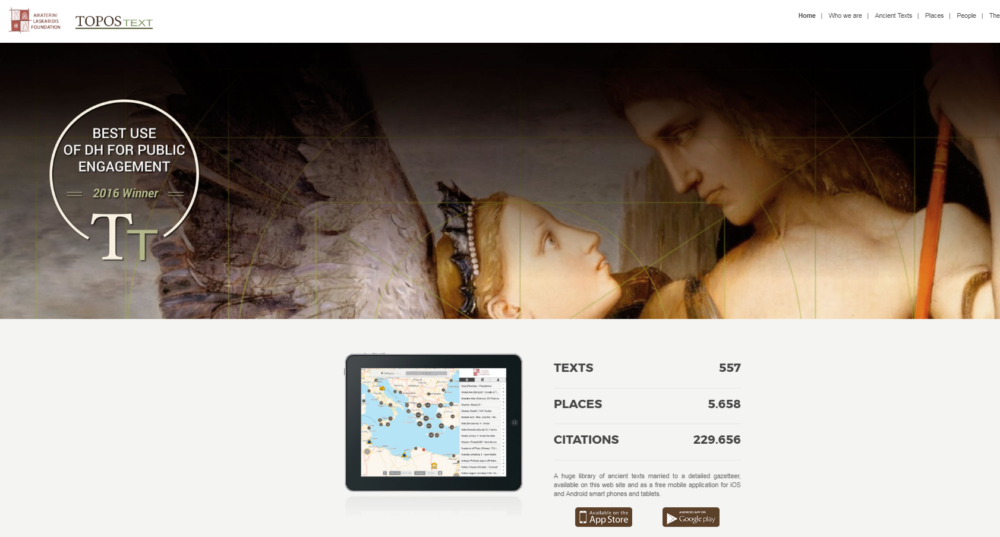 AIKATERINI
LASKARIDIS
FOUNDATION
TOPOS TEXT
Home | Who we are | Ancient Texts | Places | People | The
BEST USE
OF DH FOR PUBLIC
ENGAGEMENT
2016 Winner
TT
TEXTS 557
PLACES 5.658
CITATIONS 229.656
A huge library of ancient texts married to a detailed gazetteer,
available on this web site and as a free mobile application for iOS
and Android smart phones and tablets.
Available on the
App Store
ANDROID APP ON
Google play